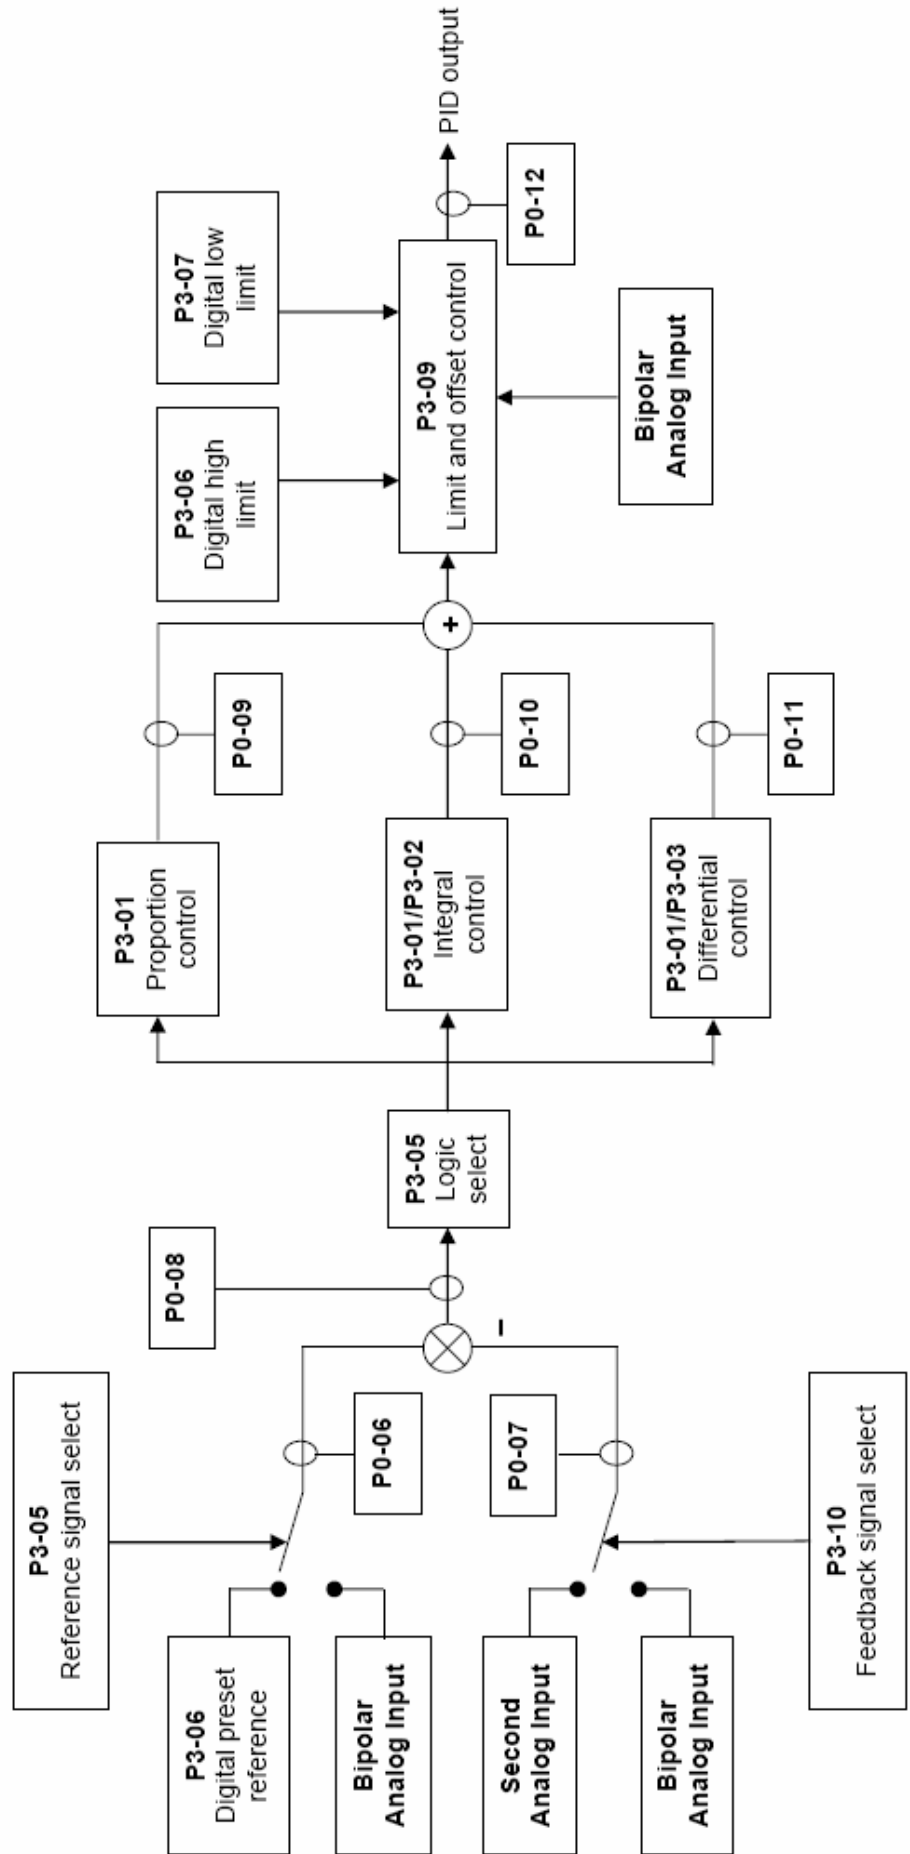 P3-05
Reference signal select
P3-06
Digital preset
reference
Bipolar
Analog Input
P0-06
P0-08
Second
Analog Input
Bipolar
Analog Input
P0-07
–
P3-10
Feedback signal select
P3-05
Logic
select
P3-01
Proportion
control
P0-09
P3-01/P3-02
Integral
control
P0-10
P3-01/P3-03
Differential
control
P0-11
+
P3-06
Digital high
limit
P3-07
Digital low
limit
P3-09
Limit and offset control
Bipolar
Analog Input
P0-12
PID output